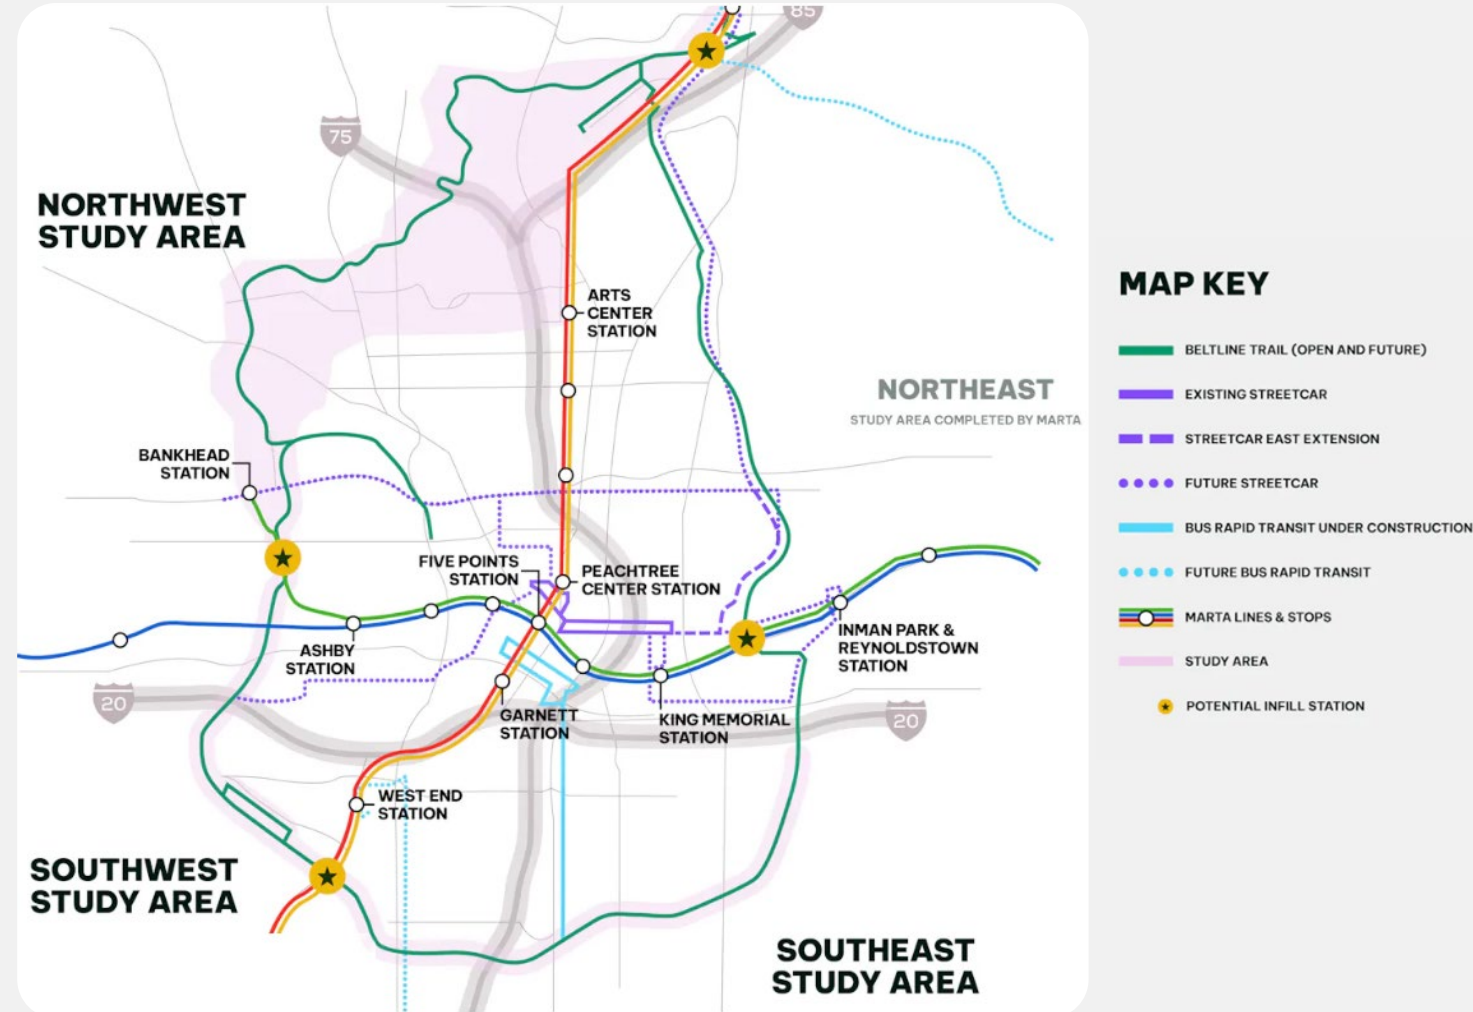 85
75
NORTHWEST
STUDY AREA
ARTS
CENTER
STATION
NORTHEAST
STUDY AREA COMPLETED BY MARTA
BANKHEAD
STATION
FIVE POINTS
STATION
PEACHTREE
CENTER STATION
ASHBY
STATION
INMAN PARK &
REYNOLDSTOWN
STATION
20
GARNETT
STATION
KING MEMORIAL
STATION
20
WEST END
STATION
SOUTHWEST
STUDY AREA
SOUTHEAST
STUDY AREA
MAP KEY
BELTLINE TRAIL (OPEN AND FUTURE)
EXISTING STREETCAR
STREETCAR EAST EXTENSION
FUTURE STREETCAR
BUS RAPID TRANSIT UNDER CONSTRUCTION
FUTURE BUS RAPID TRANSIT
MARTA LINES & STOPS
STUDY AREA
POTENTIAL INFILL STATION